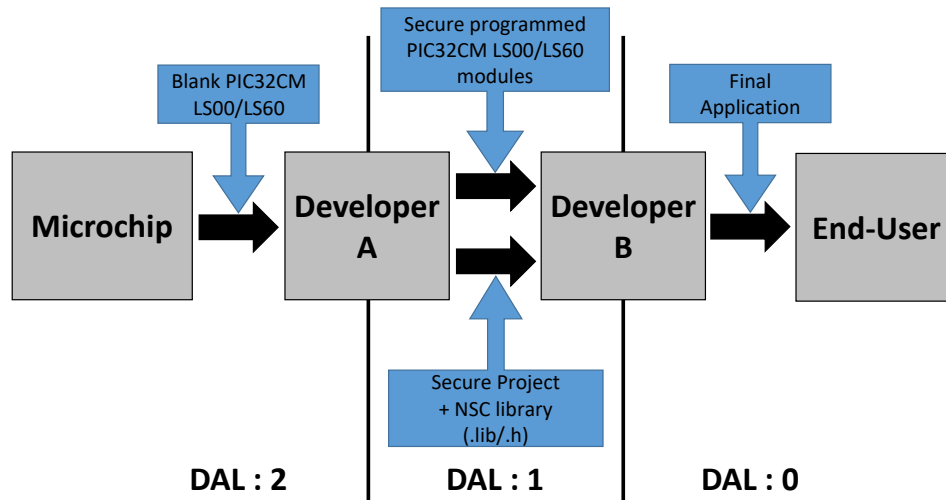 Secure programmed
PIC32CM LS00/LS60
modules
Blank PIC32CM
LS00/LS60
Final
Application
Microchip
Developer
A
Developer
B
End-User
Secure Project
+ NSC library
(.lib/.h)
DAL : 2
DAL : 1
DAL : 0